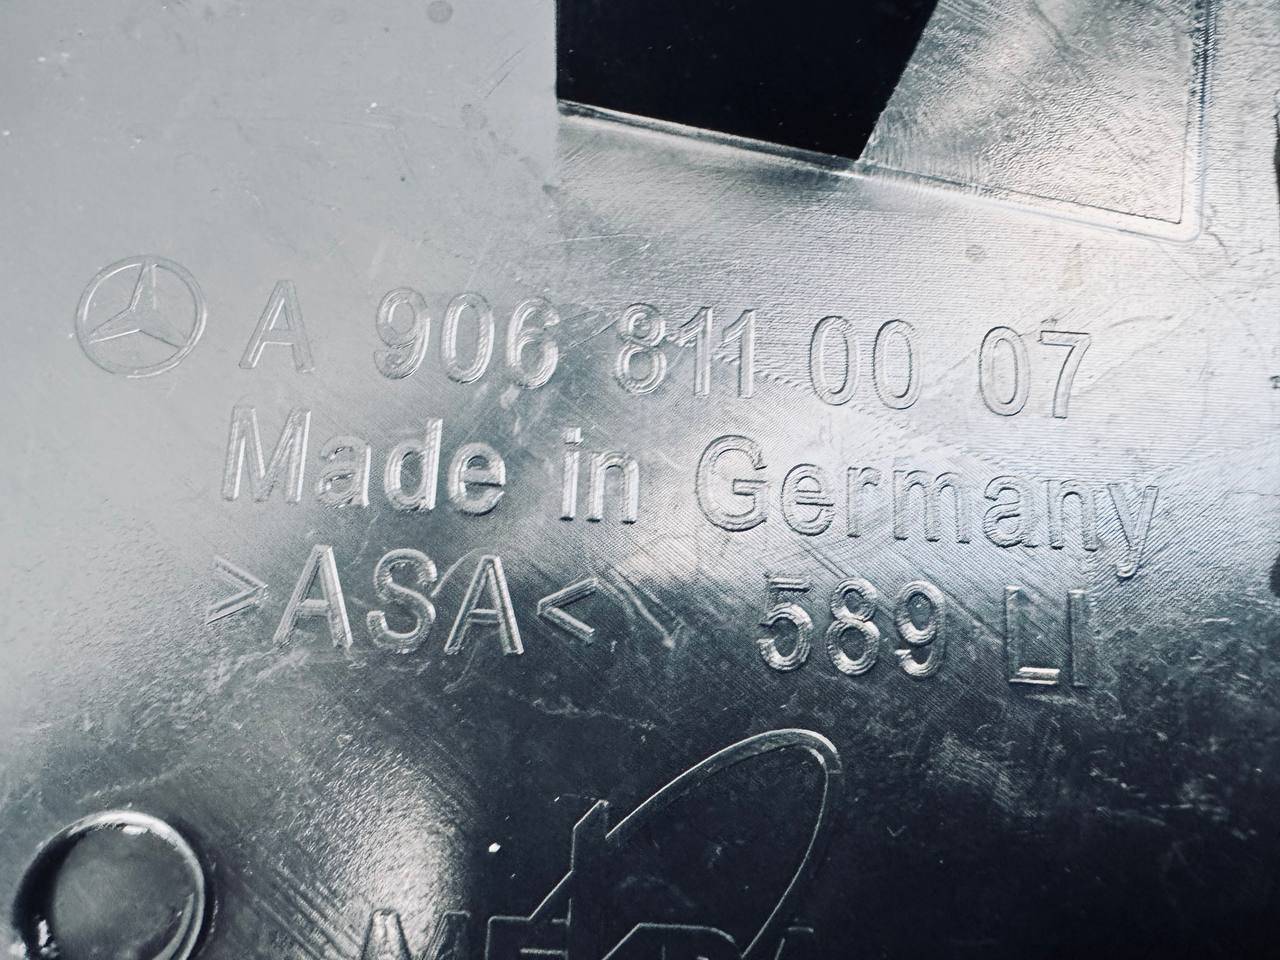 A 906 811 00 07
Made in Germany
>ASA< 589 LI